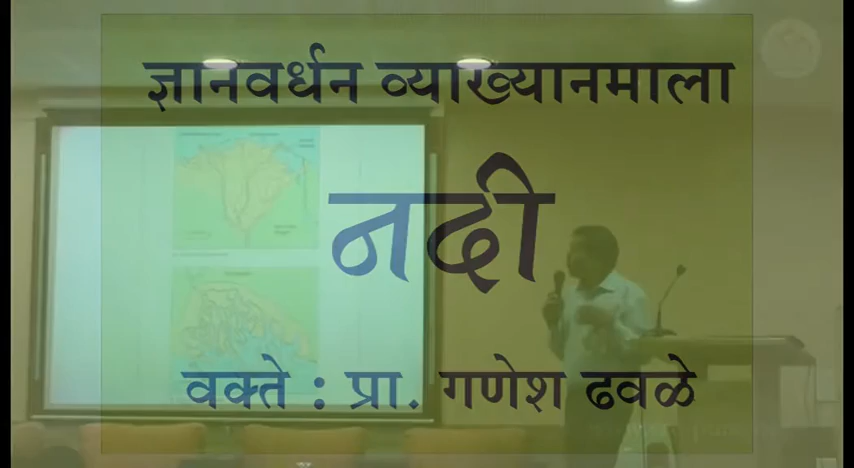 ज्ञानवर्धन व्याख्यानमाला
नदी
वक्ते : प्रा. गणेश ढवळे